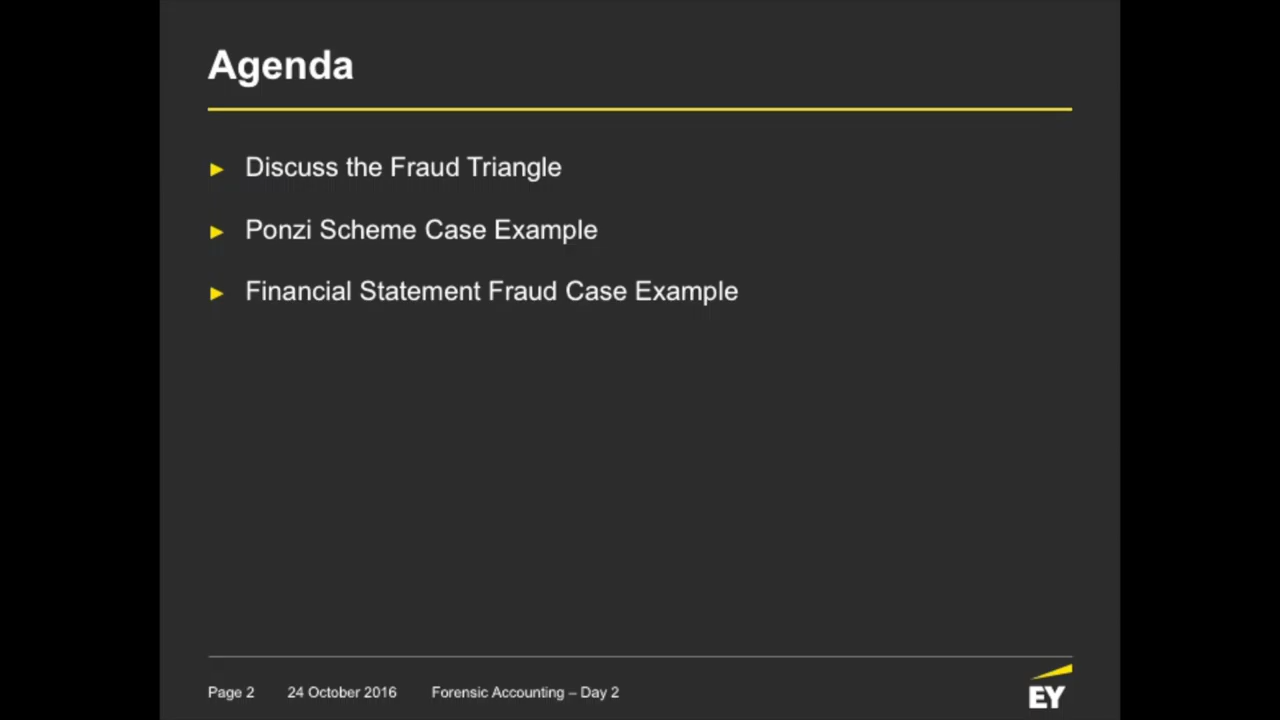 Agenda
► Discuss the Fraud Triangle
► Ponzi Scheme Case Example
► Financial Statement Fraud Case Example
Page 2 24 October 2016 Forensic Accounting – Day 2
EY